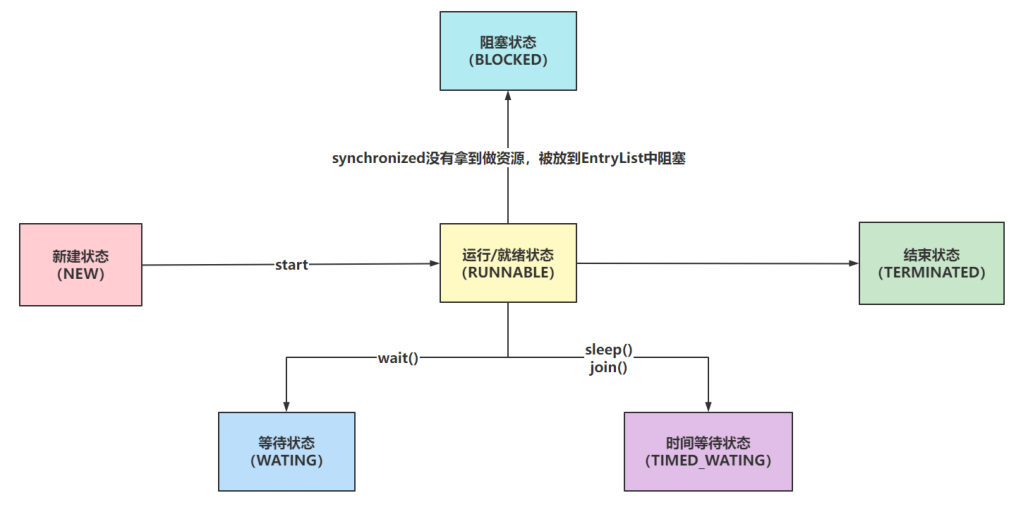 阻塞状态
（BLOCKED）
synchronized没有拿到做资源，被放到EntryList中阻塞
新建状态
（NEW）
start
运行/就绪状态
（RUNNABLE）
结束状态
（TERMINATED）
wait()
sleep()
join()
等待状态
（WATING）
时间等待状态
（TIMED_WATING）